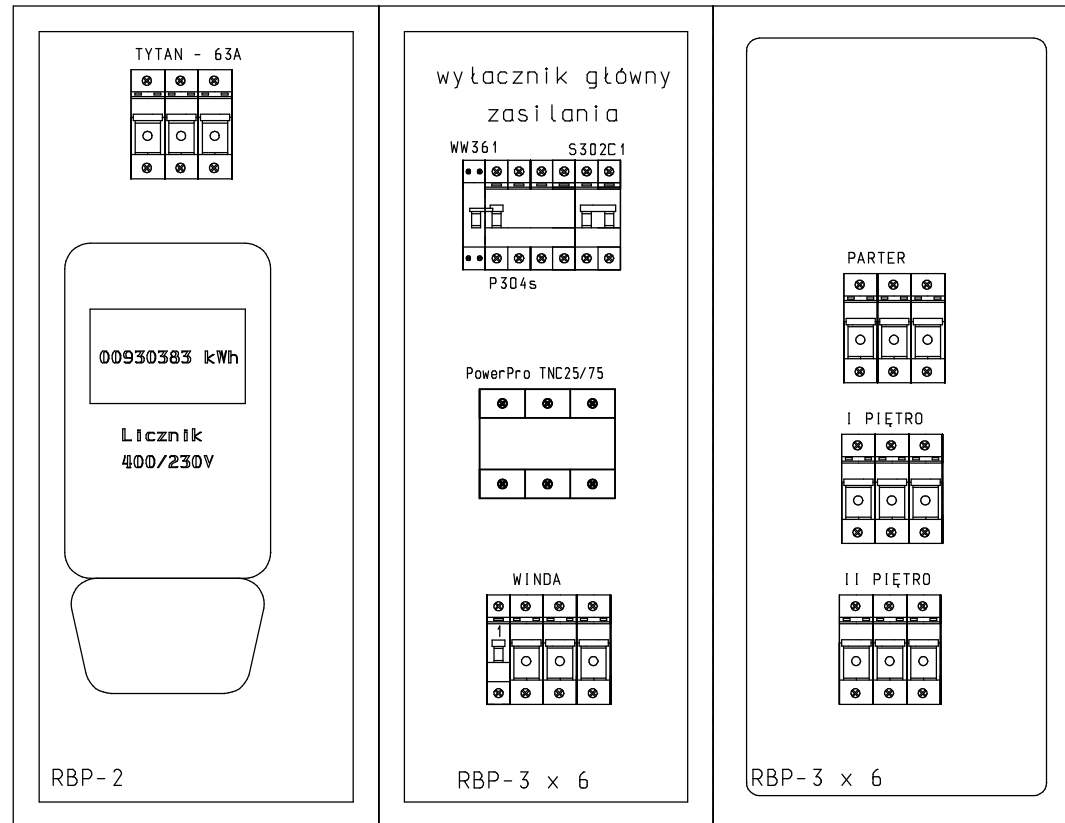 TYTAN - 63A
00930383 kWh
Licznik
400/230V
RBP-2
wyłacznik główny
zasilania
WW361 S302C1
P304s
PowerPro TNC25/75
WINDA
1
RBP-3 x 6
PARTER
I PIĘTRO
II PIĘTRO
RBP-3 x 6